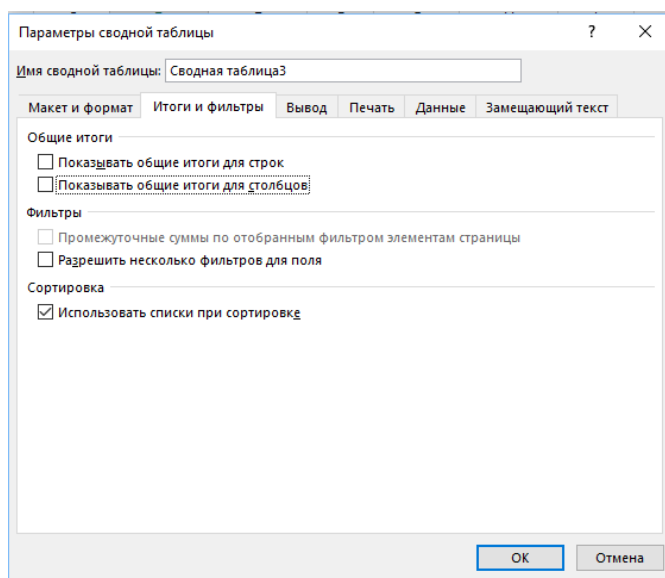 Параметры сводной таблицы ?
Имя сводной таблицы: Сводная таблица3
Макет и формат Итоги и фильтры Вывод Печать Данные Замещающий текст
Общие итоги
Показывать общие итоги для строк
Показывать общие итоги для столбцов
Фильтры
Промежуточные суммы по отобранным фильтром элементам страницы
Разрешить несколько фильтров для поля
Сортировка
Использовать списки при сортировке
ОК Отмена